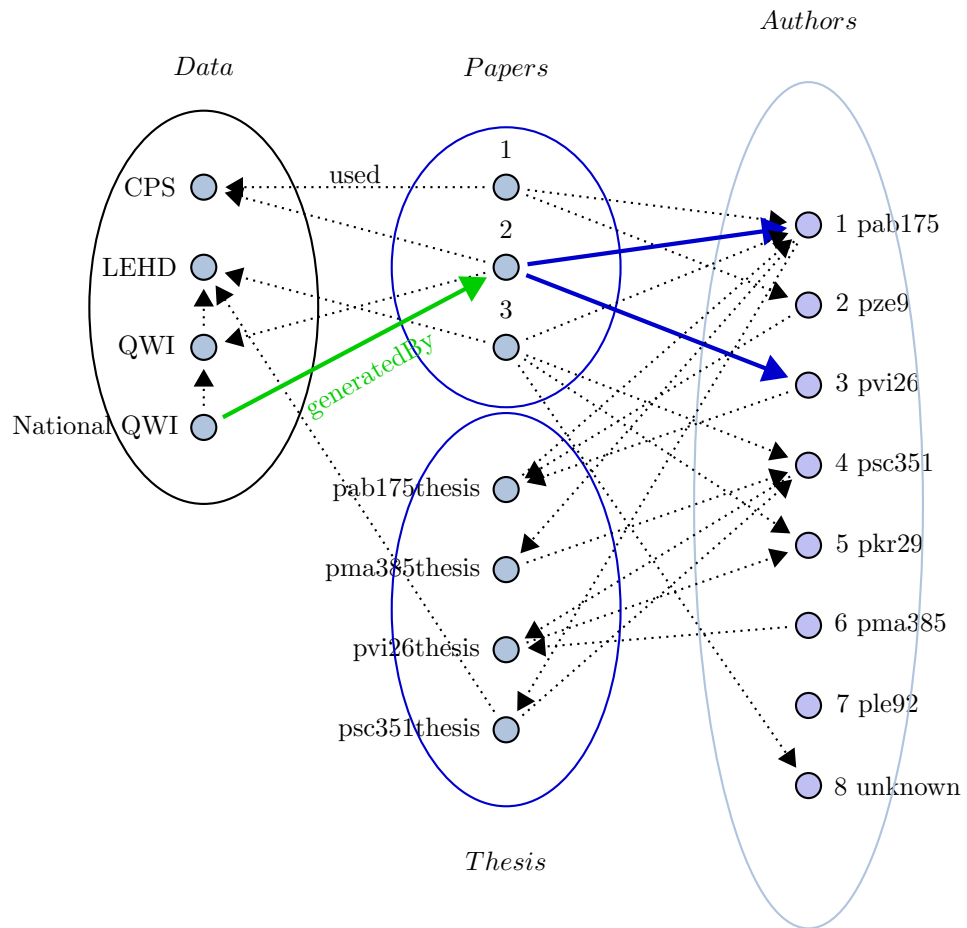 Authors
Data
Papers
1
CPS
used
2
LEHD
3
QWI
generatedBy
National QWI
pab175thesis
pma385thesis
pvi26thesis
psc351thesis
Thesis
1 pab175
2 pze9
3 pvi26
4 psc351
5 pkr29
6 pma385
7 ple92
8 unknown